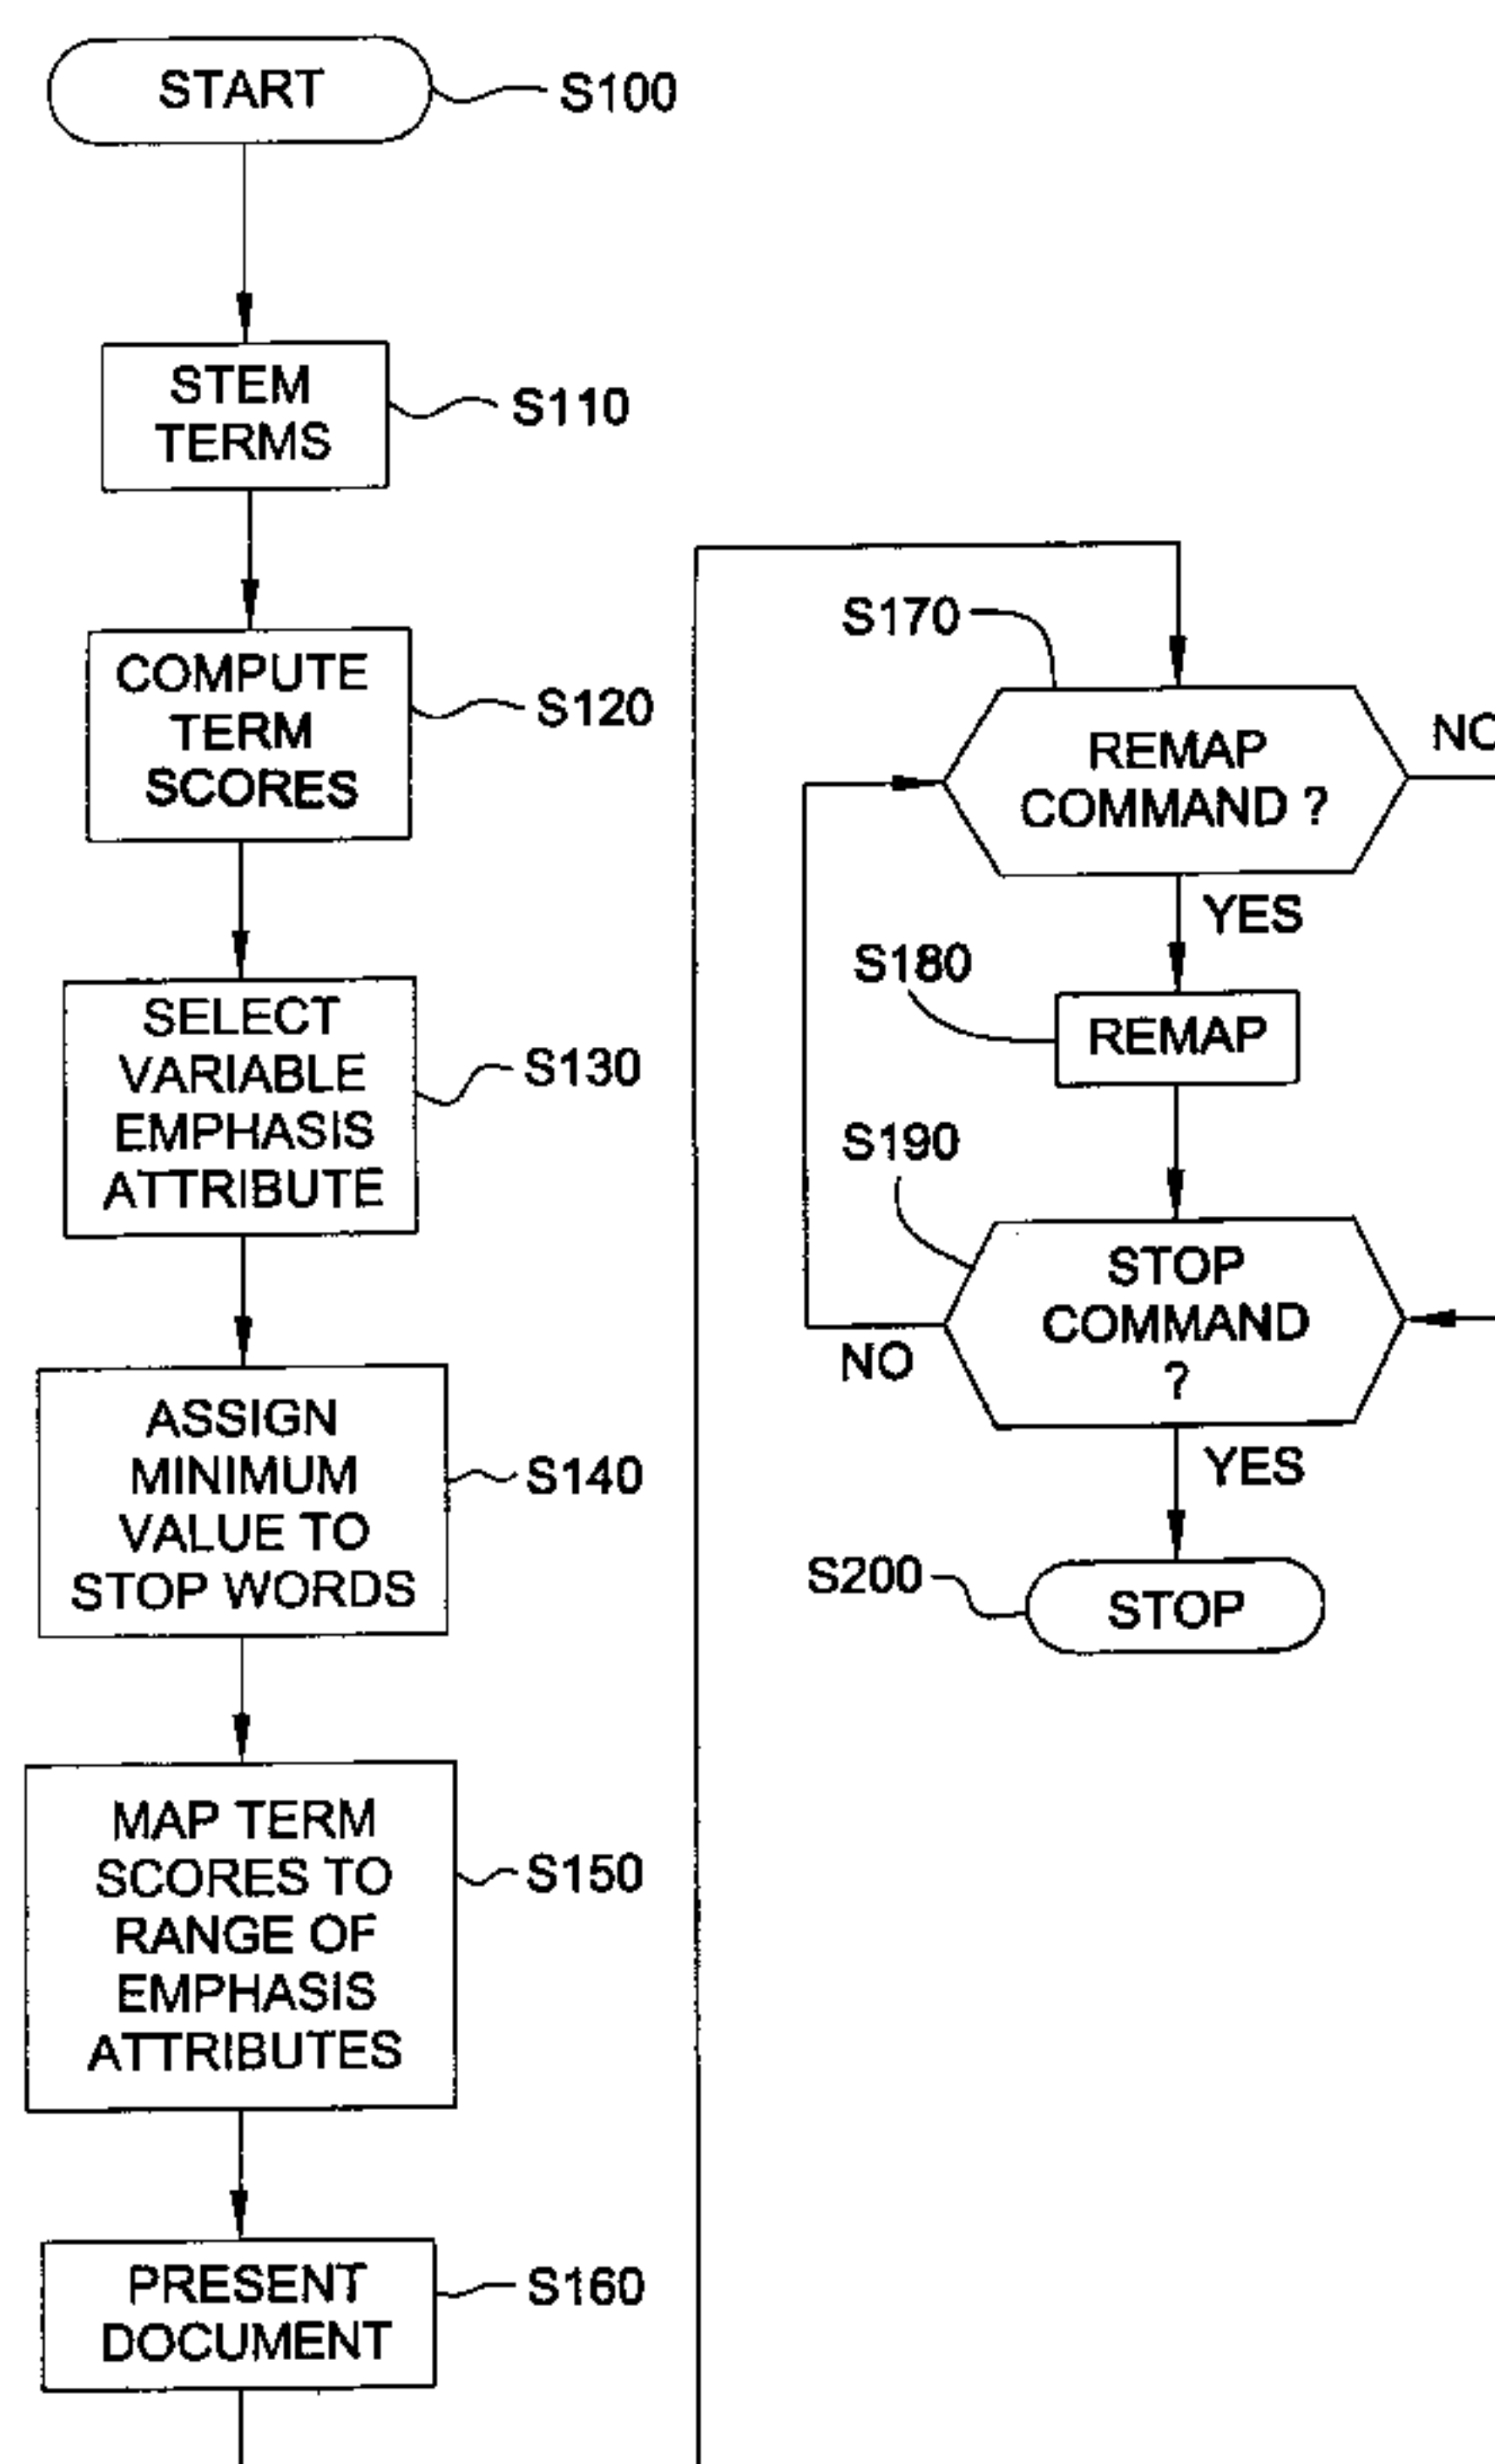 START
S100
STEM
TERMS
S110
COMPUTE
TERM
SCORES
S120
SELECT
VARIABLE
EMPHASIS
ATTRIBUTE
S130
ASSIGN
MINIMUM
VALUE TO
STOP WORDS
S140
MAP TERM
SCORES TO
RANGE OF
EMPHASIS
ATTRIBUTES
S150
PRESENT
DOCUMENT
S160
S170
REMAP
COMMAND ?
NO
YES
S180
REMAP
S190
STOP
COMMAND
?
NO
YES
S200
STOP